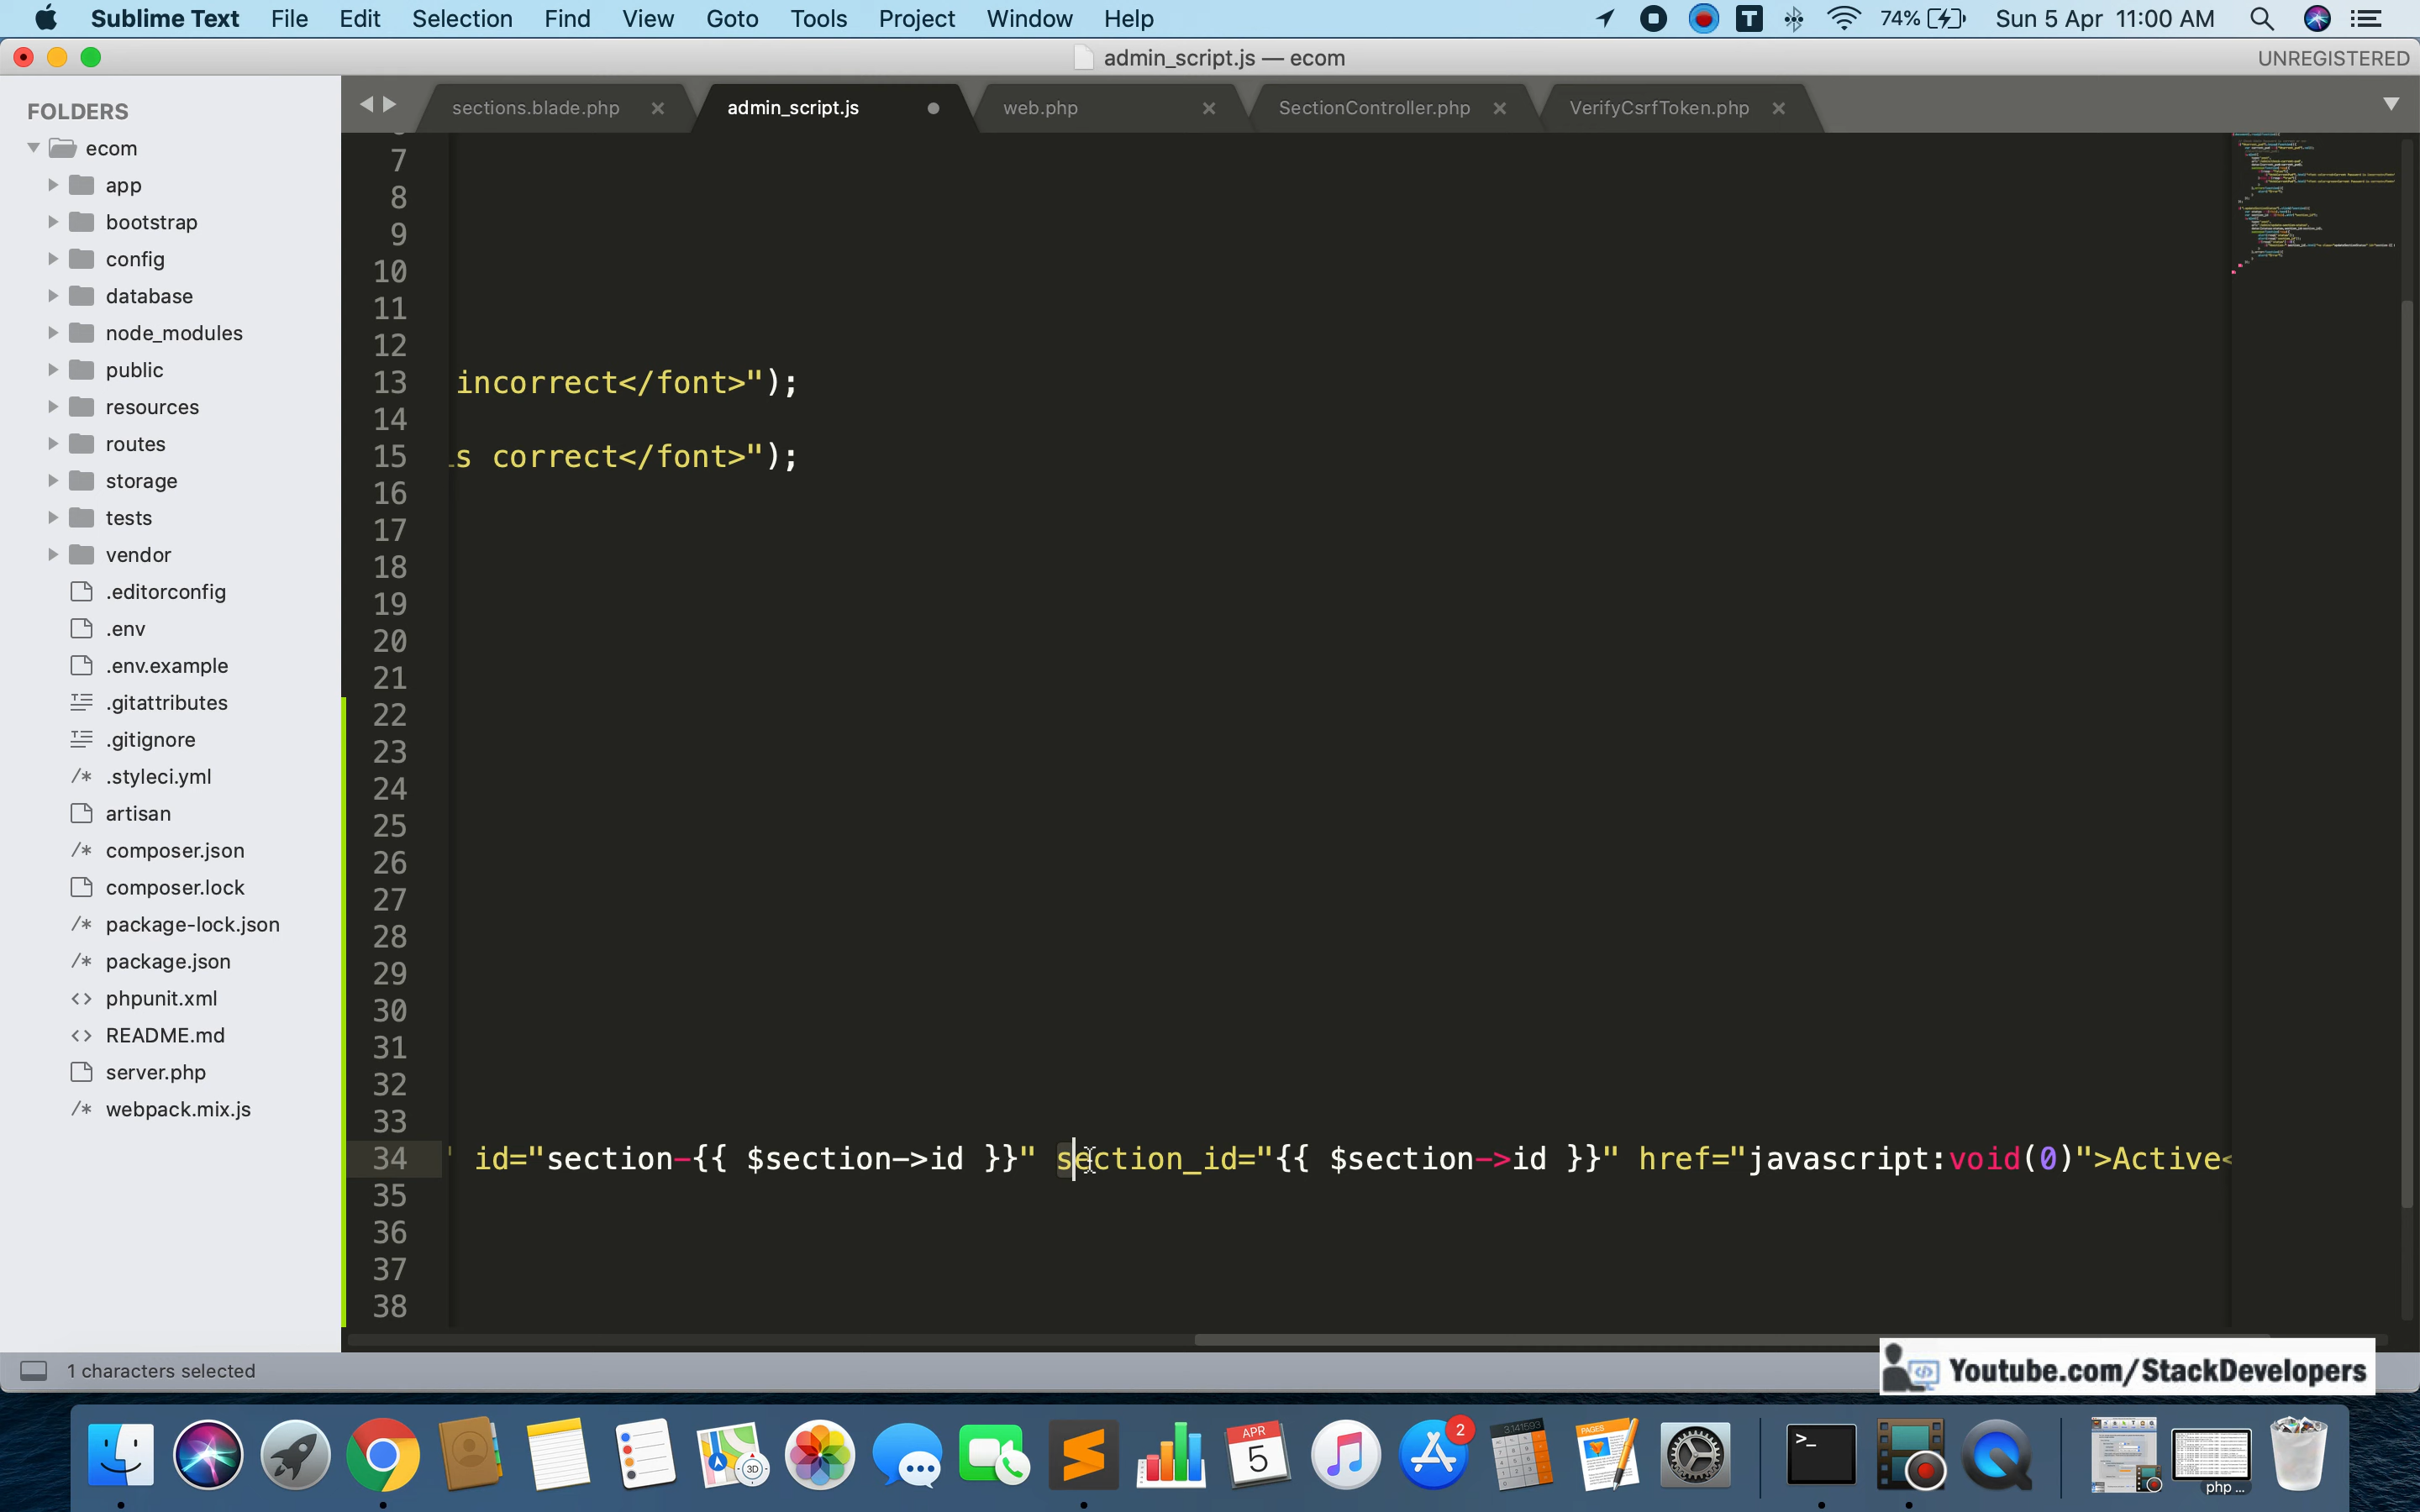 Sublime Text File Edit Selection Find View Goto Tools Project Window Help 74% Sun 5 Apr 11:00 AM
admin_script.js — ecom UNREGISTERED
FOLDERS
ecom
app
bootstrap
config
database
node_modules
public
resources
routes
storage
tests
vendor
.editorconfig
.env
.env.example
.gitattributes
.gitignore
/* .styleci.yml
artisan
/* composer.json
composer.lock
/* package-lock.json
/* package.json
<> phpunit.xml
<> README.md
server.php
/* webpack.mix.js
sections.blade.php × admin_script.js web.php × SectionController.php × VerifyCsrfToken.php ×
7
8
9
10
11
12
13 incorrect</font>");
14
15 s correct</font>");
16
17
18
19
20
21
22
23
24
25
26
27
28
29
30
31
32
33
34 " id="section-{{ $section->id }}" section_id="{{ $section->id }}" href="javascript:void(0)">Active<
35
36
37
38
1 characters selected
Youtube.com/StackDevelopers
3D
APR
5
2
PAGES
>_
php ...